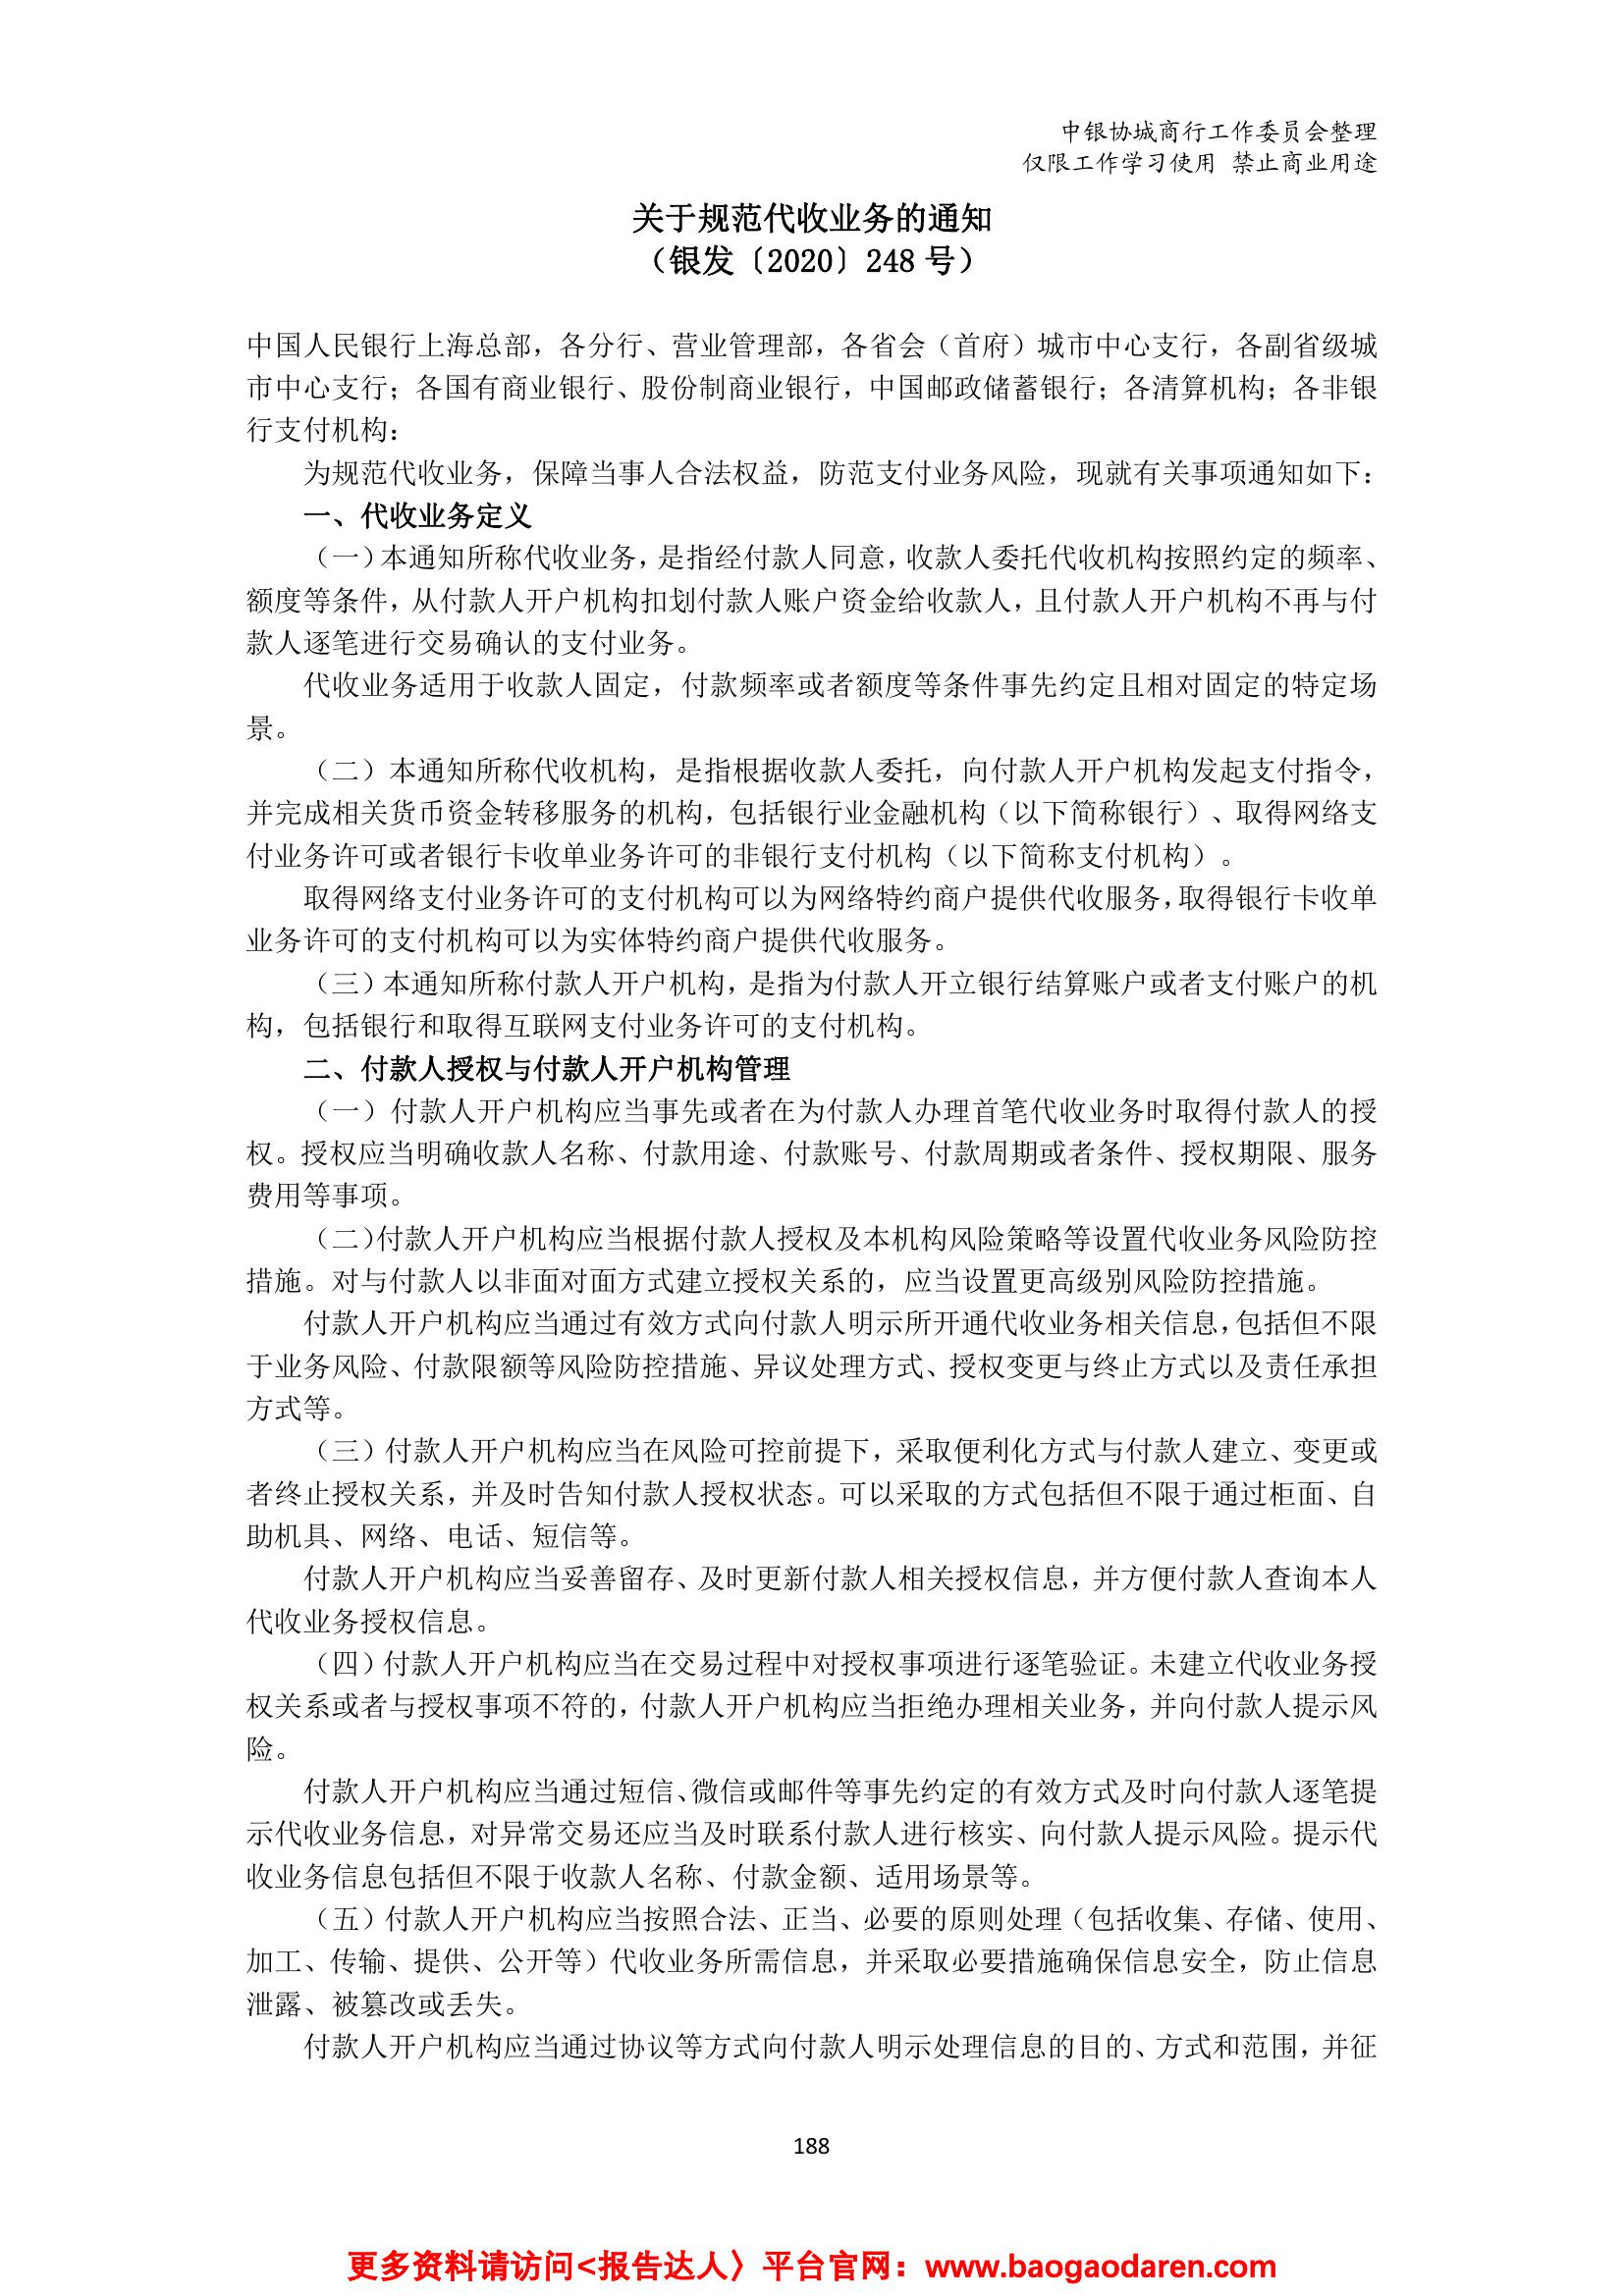 中银协城商行工作委员会整理
仅限工作学习使用 禁止商业用途
关于规范代收业务的通知
（银发〔2020〕248 号）
中国人民银行上海总部，各分行、营业管理部，各省会（首府）城市中心支行，各副省级城
市中心支行；各国有商业银行、股份制商业银行，中国邮政储蓄银行；各清算机构；各非银
行支付机构：
为规范代收业务，保障当事人合法权益，防范支付业务风险，现就有关事项通知如下：
一、代收业务定义
（一）本通知所称代收业务，是指经付款人同意，收款人委托代收机构按照约定的频率、
额度等条件，从付款人开户机构扣划付款人账户资金给收款人，且付款人开户机构不再与付
款人逐笔进行交易确认的支付业务。
代收业务适用于收款人固定，付款频率或者额度等条件事先约定且相对固定的特定场
景。
（二）本通知所称代收机构，是指根据收款人委托，向付款人开户机构发起支付指令，
并完成相关货币资金转移服务的机构，包括银行业金融机构（以下简称银行）、取得网络支
付业务许可或者银行卡收单业务许可的非银行支付机构（以下简称支付机构）。
取得网络支付业务许可的支付机构可以为网络特约商户提供代收服务，取得银行卡收单
业务许可的支付机构可以为实体特约商户提供代收服务。
（三）本通知所称付款人开户机构，是指为付款人开立银行结算账户或者支付账户的机
构，包括银行和取得互联网支付业务许可的支付机构。
二、付款人授权与付款人开户机构管理
（一）付款人开户机构应当事先或者在为付款人办理首笔代收业务时取得付款人的授
权。授权应当明确收款人名称、付款用途、付款账号、付款周期或者条件、授权期限、服务
费用等事项。
（二）付款人开户机构应当根据付款人授权及本机构风险策略等设置代收业务风险防控
措施。对与付款人以非面对面方式建立授权关系的，应当设置更高级别风险防控措施。
付款人开户机构应当通过有效方式向付款人明示所开通代收业务相关信息，包括但不限
于业务风险、付款限额等风险防控措施、异议处理方式、授权变更与终止方式以及责任承担
方式等。
（三）付款人开户机构应当在风险可控前提下，采取便利化方式与付款人建立、变更或
者终止授权关系，并及时告知付款人授权状态。可以采取的方式包括但不限于通过柜面、自
助机具、网络、电话、短信等。
付款人开户机构应当妥善留存、及时更新付款人相关授权信息，并方便付款人查询本人
代收业务授权信息。
（四）付款人开户机构应当在交易过程中对授权事项进行逐笔验证。未建立代收业务授
权关系或者与授权事项不符的，付款人开户机构应当拒绝办理相关业务，并向付款人提示风
险。
付款人开户机构应当通过短信、微信或邮件等事先约定的有效方式及时向付款人逐笔提
示代收业务信息，对异常交易还应当及时联系付款人进行核实、向付款人提示风险。提示代
收业务信息包括但不限于收款人名称、付款金额、适用场景等。
（五）付款人开户机构应当按照合法、正当、必要的原则处理（包括收集、存储、使用、
加工、传输、提供、公开等）代收业务所需信息，并采取必要措施确保信息安全，防止信息
泄露、被篡改或丢失。
付款人开户机构应当通过协议等方式向付款人明示处理信息的目的、方式和范围，并征
188
更多资料请访问<报告达人〉平台官网：www.baogaodaren.com